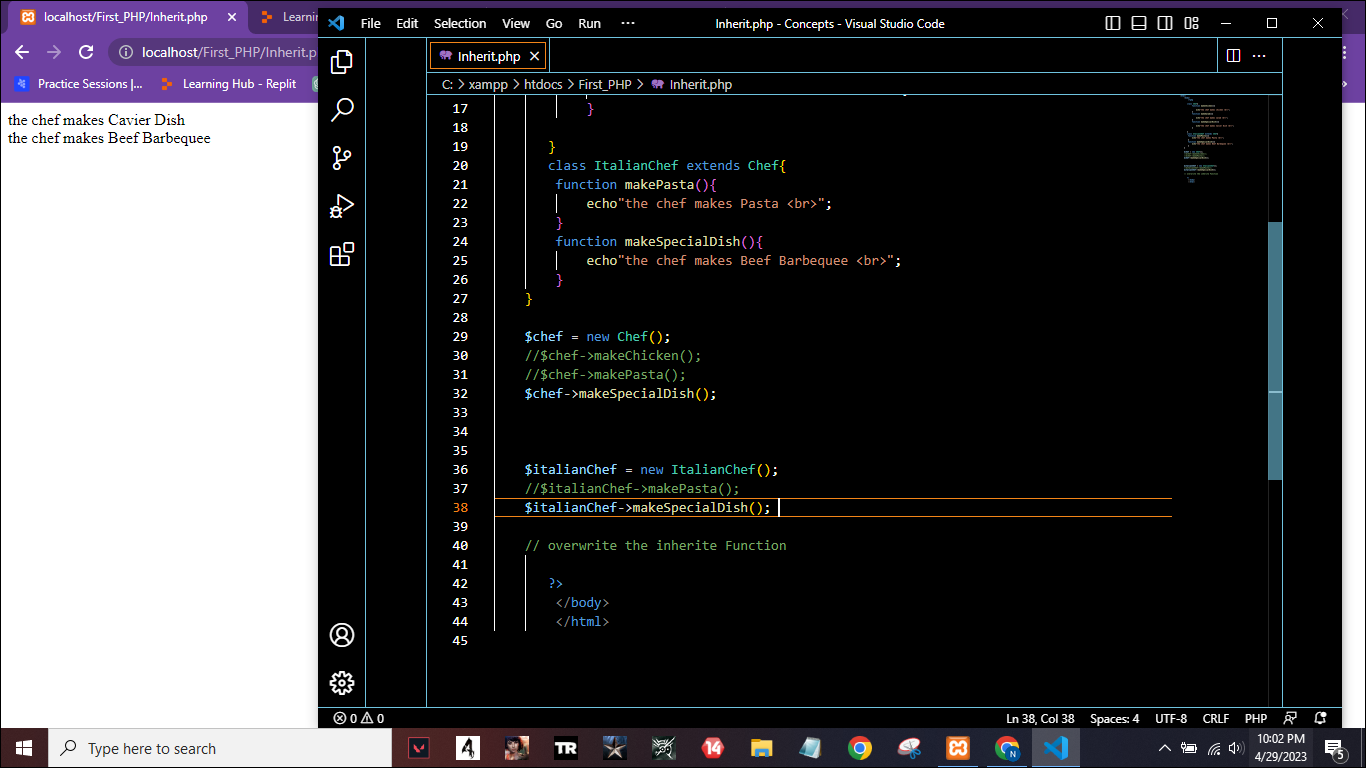 localhost/First_PHP/Inherit.php
Learni
localhost/First_PHP/Inherit.p
Practice Sessions |...
Learning Hub - Replit
the chef makes Cavier Dish
the chef makes Beef Barbequee
File Edit Selection View Go Run ···
Inherit.php - Concepts - Visual Studio Code
Inherit.php
C: > xampp > htdocs > First_PHP > Inherit.php
17 }
18
19 }
20 class ItalianChef extends Chef{
21 function makePasta(){
22 echo"the chef makes Pasta <br>";
23 }
24 function makeSpecialDish(){
25 echo"the chef makes Beef Barbequee <br>";
26 }
27 }
28
29 $chef = new Chef();
30 //$chef->makeChicken();
31 //$chef->makePasta();
32 $chef->makeSpecialDish();
33
34
35
36 $italianChef = new ItalianChef();
37 //$italianChef->makePasta();
38 $italianChef->makeSpecialDish();
39
40 // overwrite the inherite Function
41
42 ?>
43 </body>
44 </html>
45
0 0
Ln 38, Col 38 Spaces: 4 UTF-8 CRLF PHP
Type here to search
4
TR
14
N
10:02 PM
4/29/2023
5